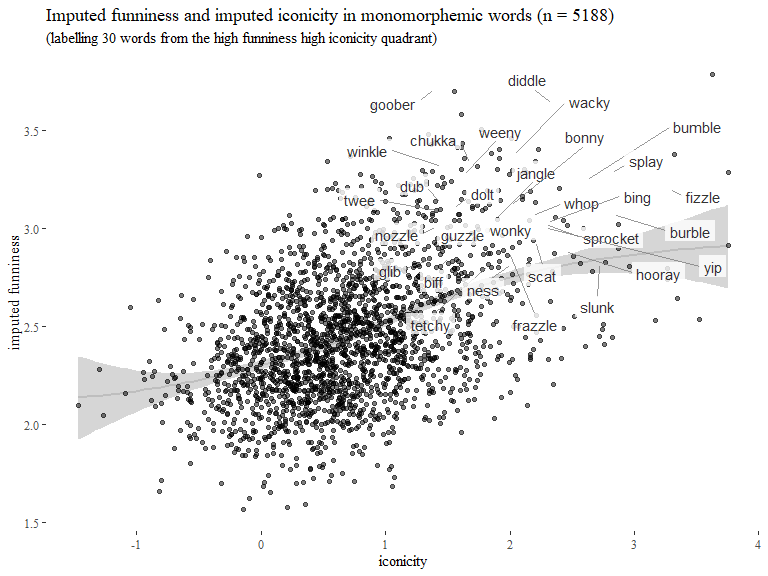 Imputed funniness and imputed iconicity in monomorphemic words (n = 5188)
(labelling 30 words from the high funniness high iconicity quadrant)
diddle
goober
wacky
3.5
weeny
bumble
chukka
bonny
winkle
splay
jangle
dub
dolt
bing
fizzle
twee
whop
3.0
wonky
burble
nozzle
guzzle
sprocket
yip
glib
hooray
scat
biff
ness
slunk
2.5
tetchy
frazzle
2.0
1.5
imputed funniness
-1
0
1
2
3
4
iconicity